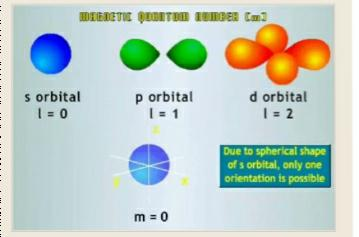 MAGNETIC QUANTUM NUMBER (m)
s orbital
l = 0
p orbital
l = 1
d orbital
l = 2
z
y
x
Due to spherical shape
of s orbital, only one
orientation is possible
m = 0